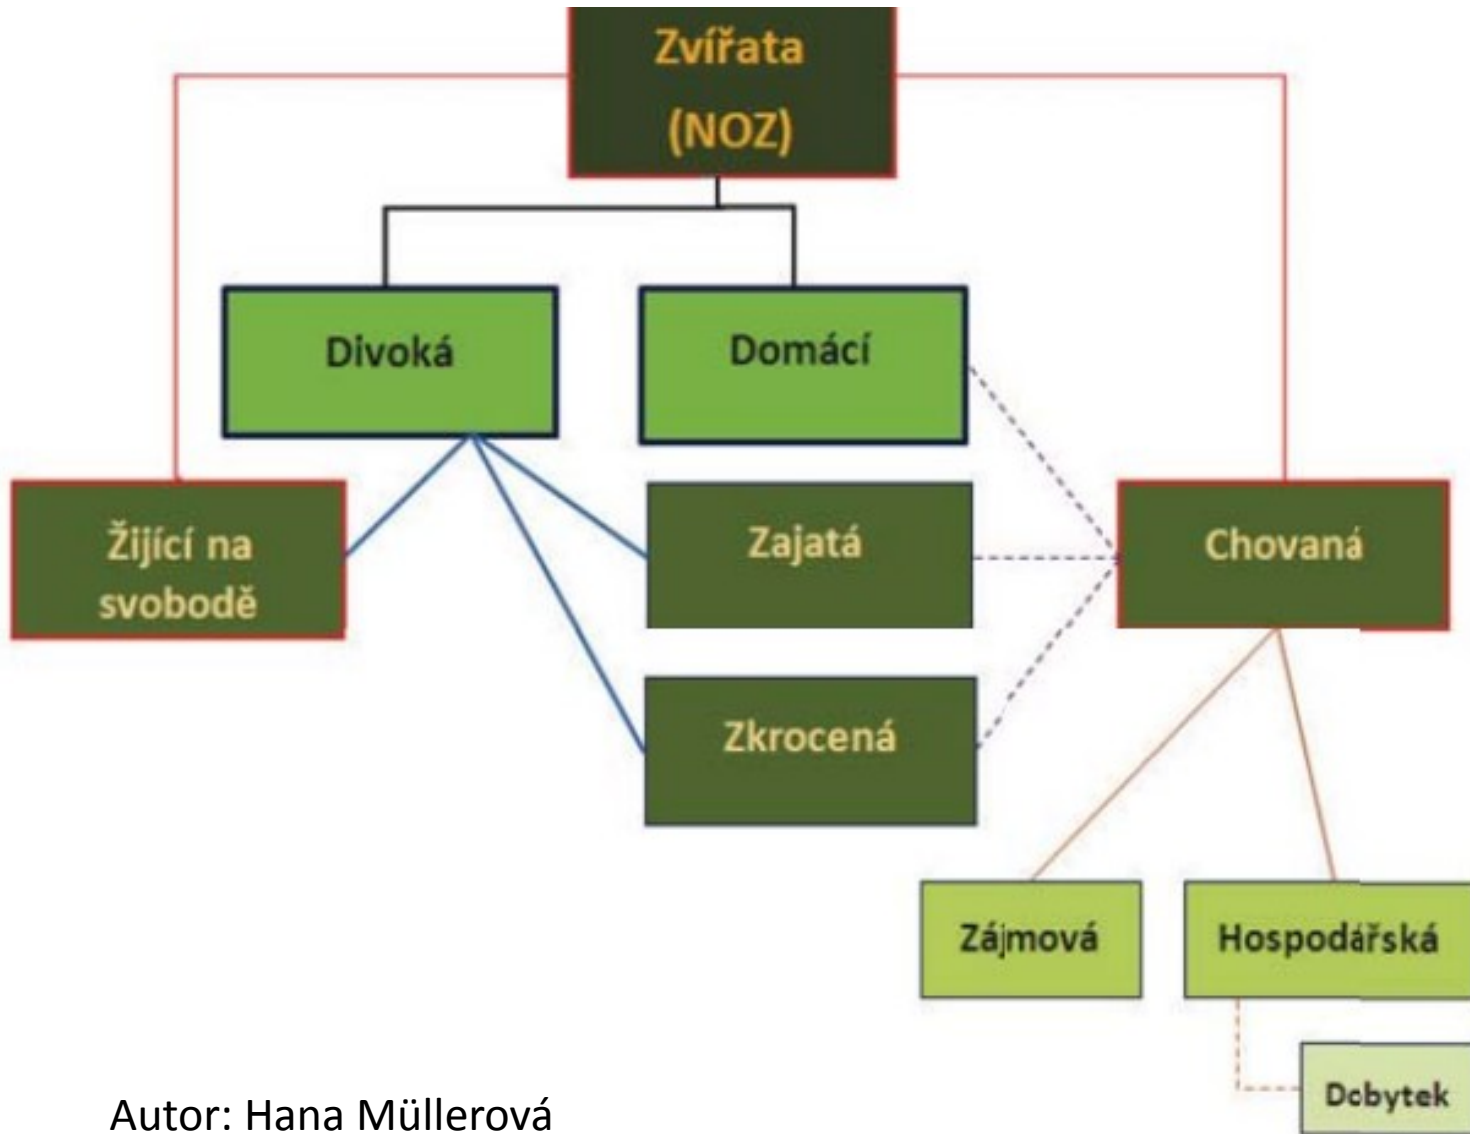 Zvířata
(NOZ)
Divoká
Domácí
Žijící na
svobodě
Zajatá
Chovaná
Zkrocená
Zájmová
Hospodářská
Dobytek
Autor: Hana Müllerová